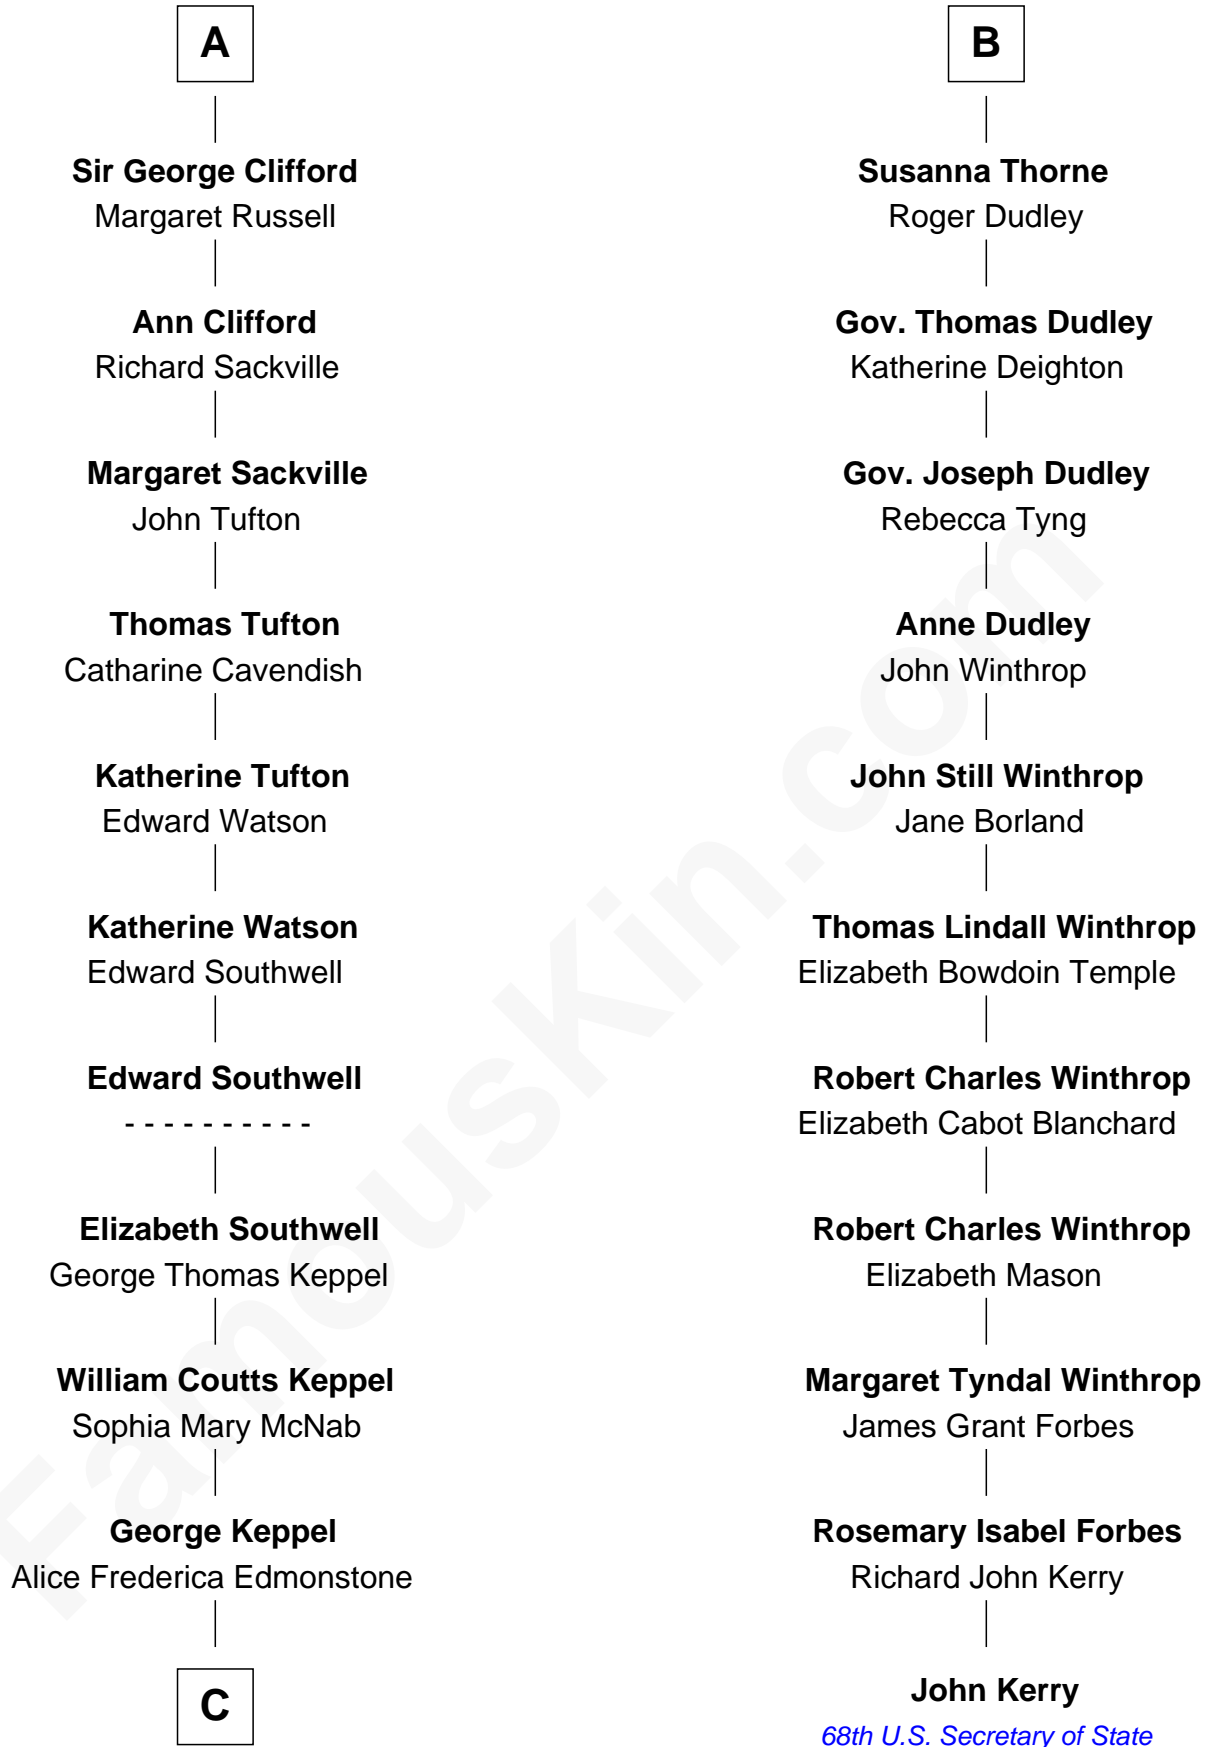 A
Sir George Clifford
Margaret Russell
Ann Clifford
Richard Sackville
Margaret Sackville
John Tufton
Thomas Tufton
Catharine Cavendish
Katherine Tufton
Edward Watson
Katherine Watson
Edward Southwell
Edward Southwell
- - - - - - - - - -
Elizabeth Southwell
George Thomas Keppel
William Coutts Keppel
Sophia Mary McNab
George Keppel
Alice Frederica Edmonstone
C
B
Susanna Thorne
Roger Dudley
Gov. Thomas Dudley
Katherine Deighton
Gov. Joseph Dudley
Rebecca Tyng
Anne Dudley
John Winthrop
John Still Winthrop
Jane Borland
Thomas Lindall Winthrop
Elizabeth Bowdoin Temple
Robert Charles Winthrop
Elizabeth Cabot Blanchard
Robert Charles Winthrop
Elizabeth Mason
Margaret Tyndal Winthrop
James Grant Forbes
Rosemary Isabel Forbes
Richard John Kerry
John Kerry
68th U.S. Secretary of State
FamousKin.com